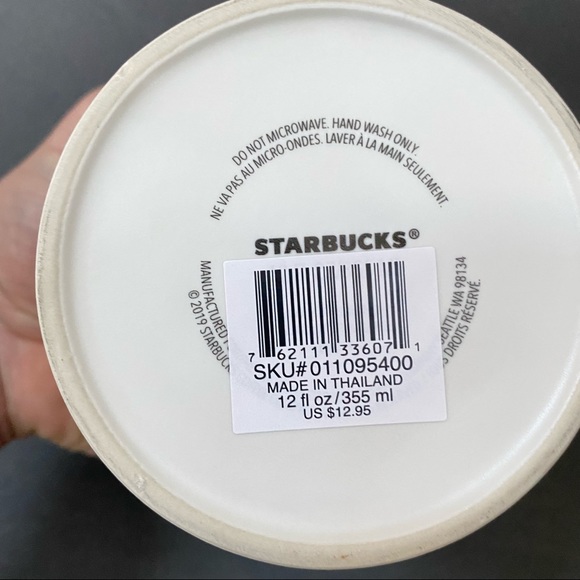 DO NOT MICROWAVE. HAND WASH ONLY.
NE VA PAS AU MICRO-ONDES. LAVER À LA MAIN SEULEMENT.
STARBUCKS®
MANUFACTURED
SEATTLE WA 98134
© 2019 STARBUCK
DROITS RÉSERVÉ.
7 62111 33607 1
SKU#011095400
MADE IN THAILAND
12 fl oz/355 ml
US $12.95